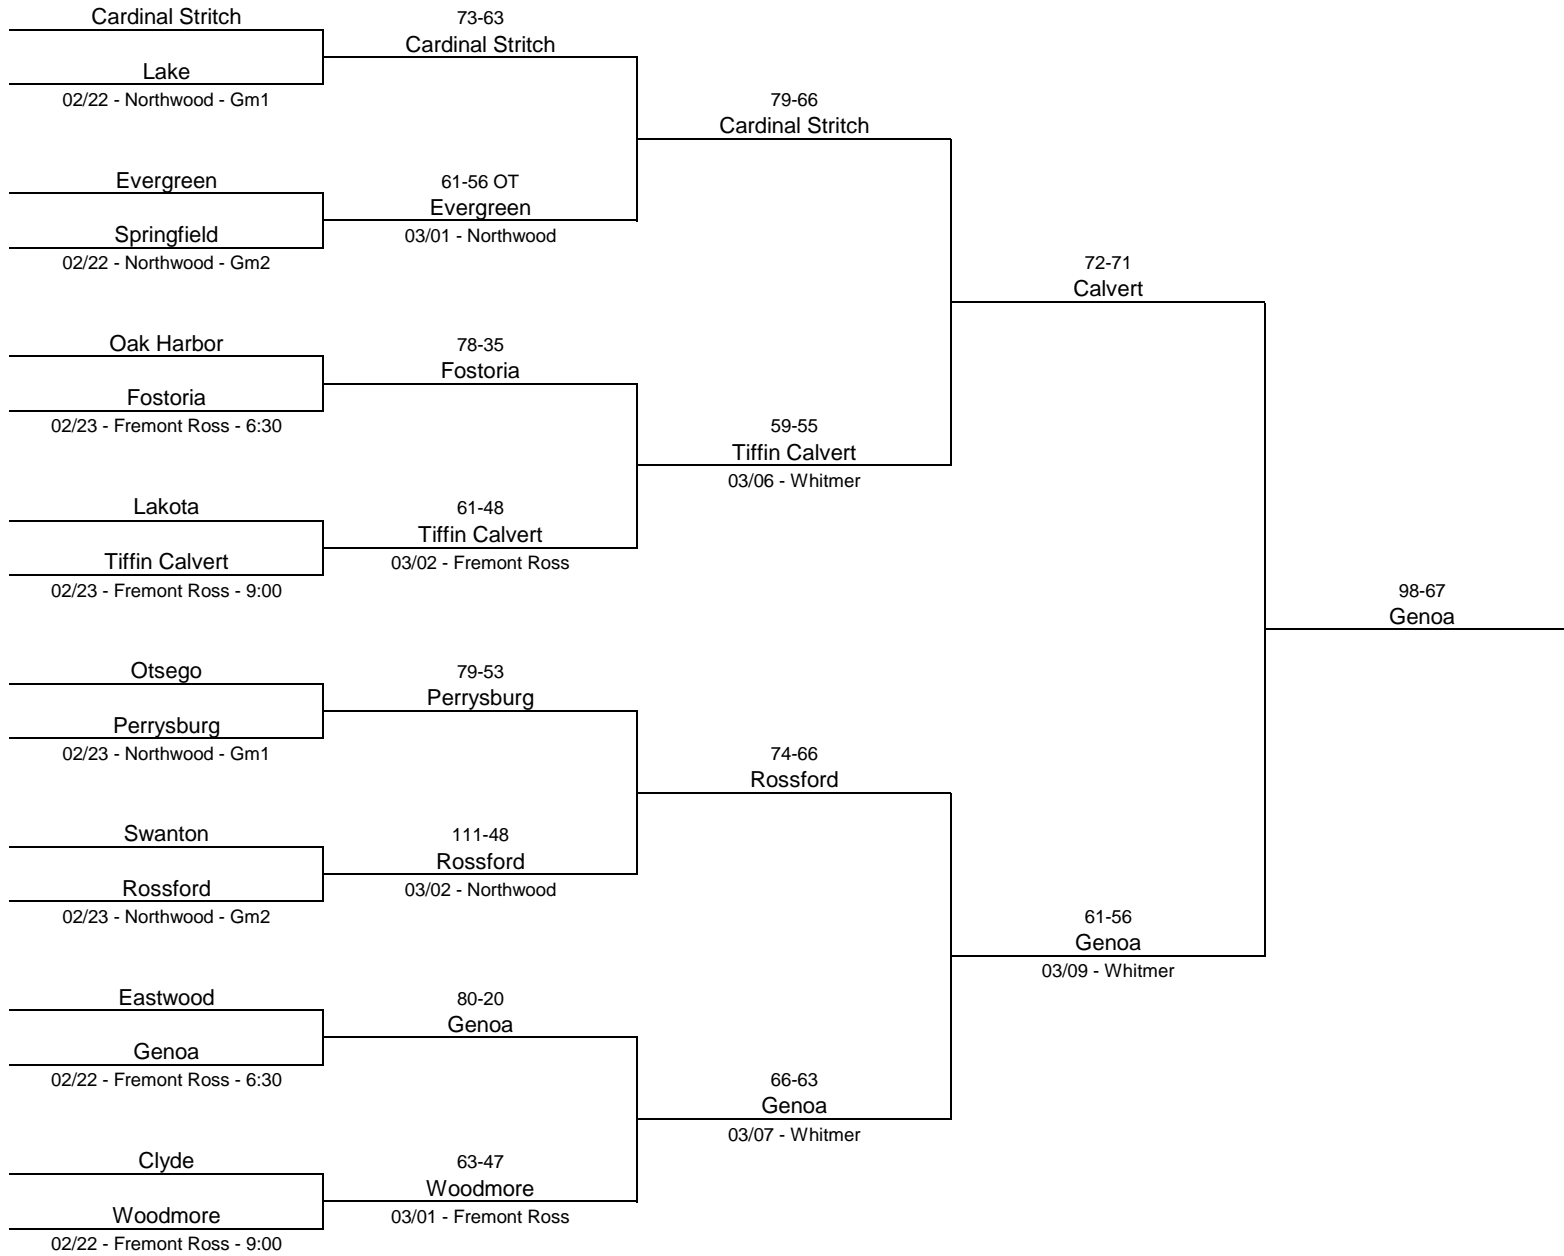 Cardinal Stritch
Lake
02/22 - Northwood - Gm1
Evergreen
Springfield
02/22 - Northwood - Gm2
Oak Harbor
Fostoria
02/23 - Fremont Ross - 6:30
Lakota
Tiffin Calvert
02/23 - Fremont Ross - 9:00
Otsego
Perrysburg
02/23 - Northwood - Gm1
Swanton
Rossford
02/23 - Northwood - Gm2
Eastwood
Genoa
02/22 - Fremont Ross - 6:30
Clyde
Woodmore
02/22 - Fremont Ross - 9:00
73-63
Cardinal Stritch
61-56 OT
Evergreen
03/01 - Northwood
78-35
Fostoria
61-48
Tiffin Calvert
03/02 - Fremont Ross
79-53
Perrysburg
111-48
Rossford
03/02 - Northwood
80-20
Genoa
63-47
Woodmore
03/01 - Fremont Ross
79-66
Cardinal Stritch
59-55
Tiffin Calvert
03/06 - Whitmer
74-66
Rossford
66-63
Genoa
03/07 - Whitmer
72-71
Calvert
61-56
Genoa
03/09 - Whitmer
98-67
Genoa